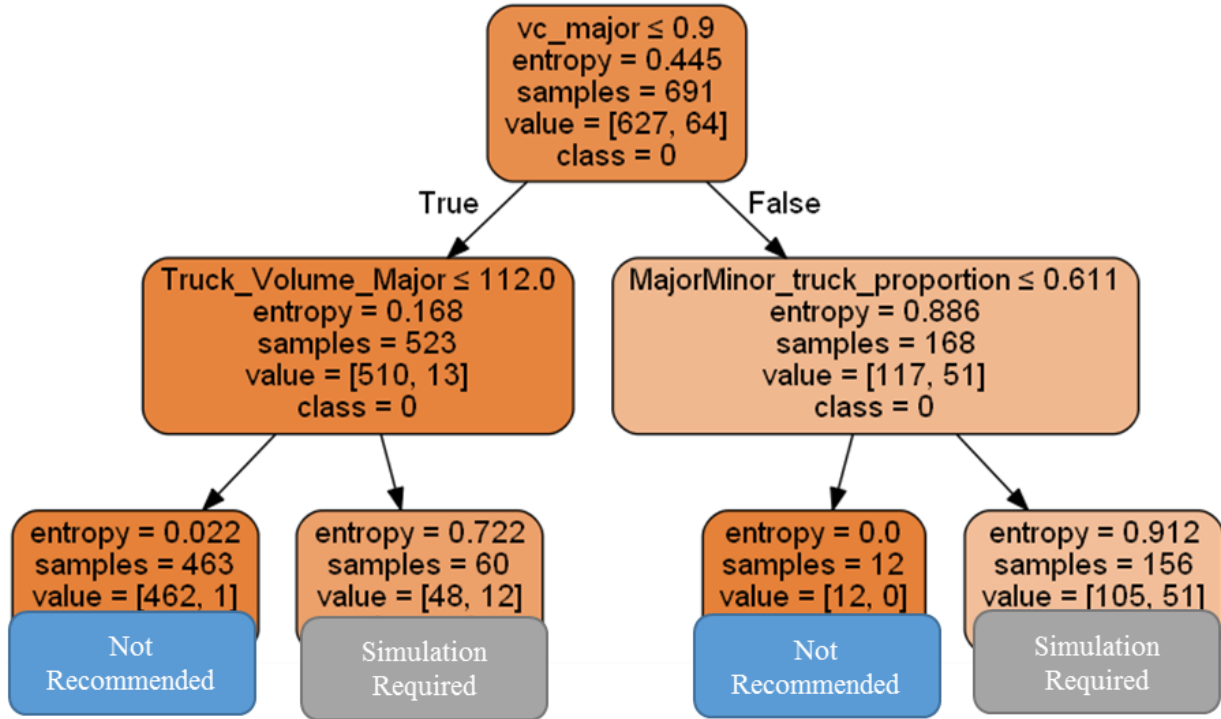 vc_major ≤ 0.9
entropy = 0.445
samples = 691
value = [627, 64]
class = 0
True
False
Truck_Volume_Major ≤ 112.0
entropy = 0.168
samples = 523
value = [510, 13]
class = 0
MajorMinor_truck_proportion ≤ 0.611
entropy = 0.886
samples = 168
value = [117, 51]
class = 0
entropy = 0.022
samples = 463
value = [462, 1]
Not
Recommended
entropy = 0.722
samples = 60
value = [48, 12]
Simulation
Required
entropy = 0.0
samples = 12
value = [12, 0]
Not
Recommended
entropy = 0.912
samples = 156
value = [105, 51]
Simulation
Required